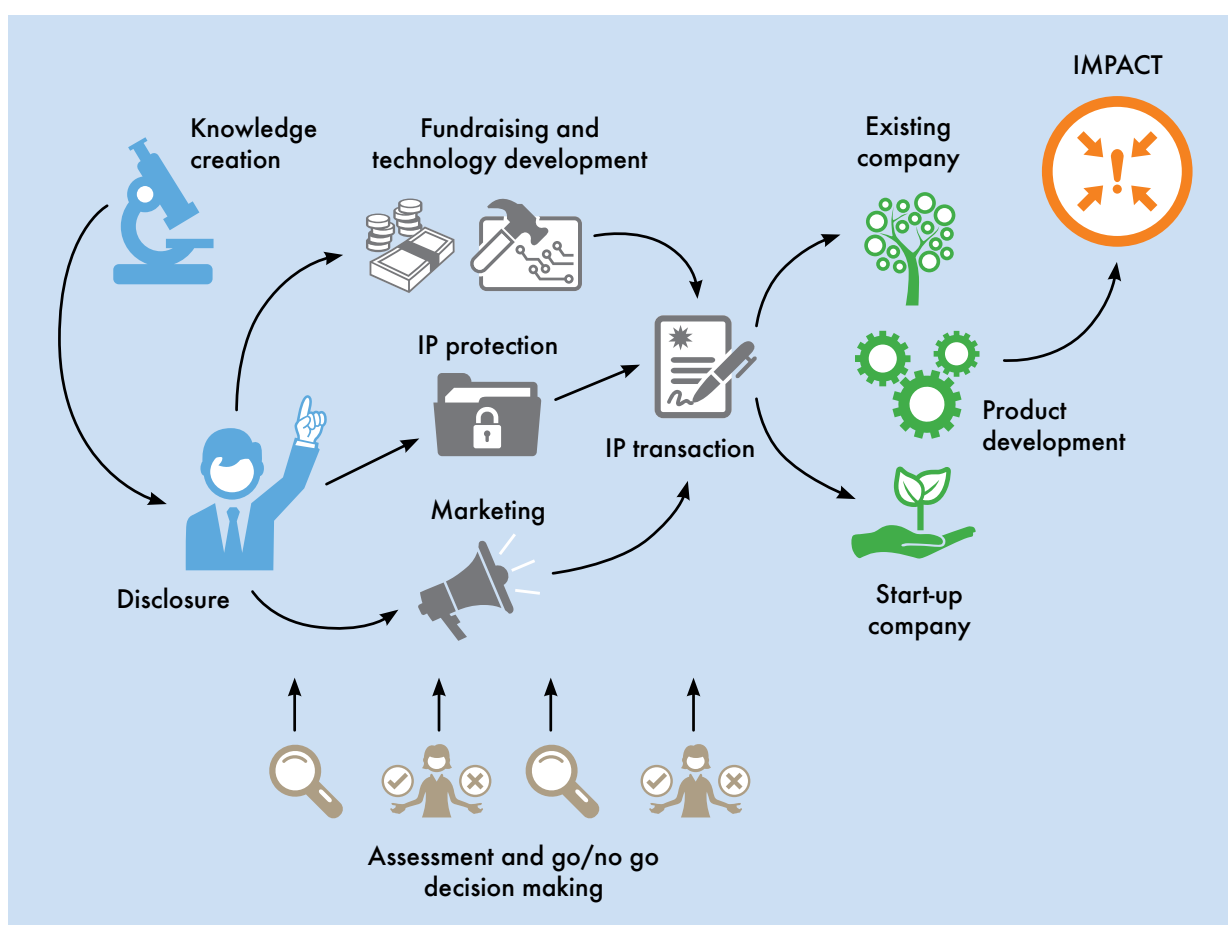 IMPACT
Knowledge
creation
Fundraising and
technology development
Existing
company
IP protection
IP transaction
Product
development
Marketing
Disclosure
Start-up
company
Assessment and go/no go
decision making